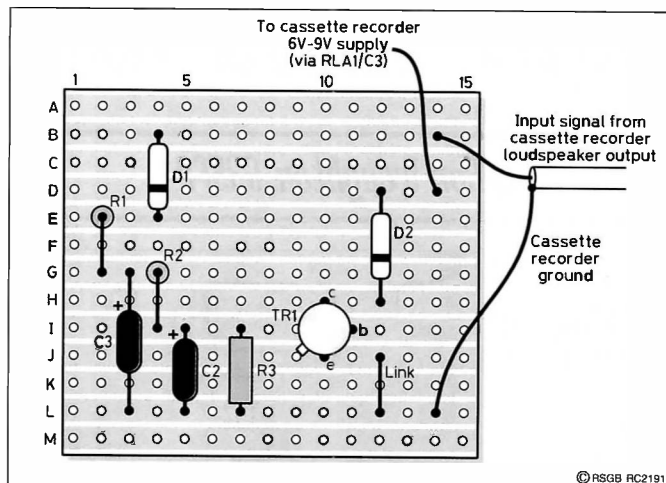 To cassette recorder
6V-9V supply
(via RLA1/C3)
1 5 10 15
A
B
C
D
E
F
G
H
I
J
K
L
M
D1
R1
R2
D2
C3
+
C2
+
R3
TR1
c
b
e
Link
Input signal from
cassette recorder
loudspeaker output
Cassette
recorder
ground
© RSGB RC2191